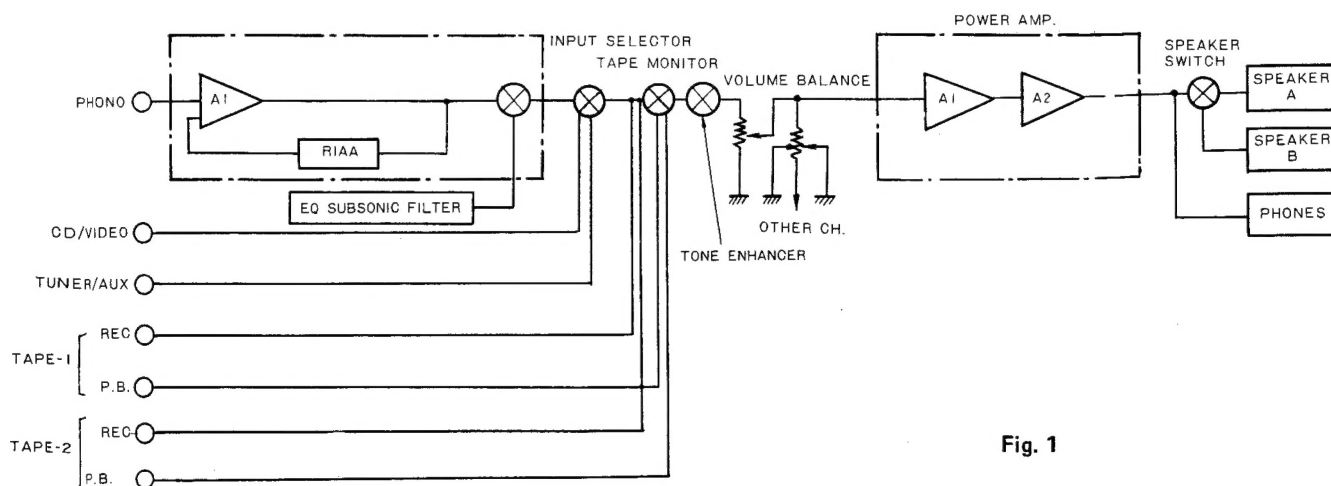 POWER AMP.
INPUT SELECTOR
TAPE MONITOR
VOLUME BALANCE
SPEAKER
SWITCH
PHONO
A1
RIAA
EQ SUBSONIC FILTER
A1
A2
SPEAKER
A
SPEAKER
B
PHONES
OTHER CH.
TONE ENHANCER
CD/VIDEO
TUNER/AUX
TAPE-1
REC
P.B.
TAPE-2
REC
P.B.
Fig. 1